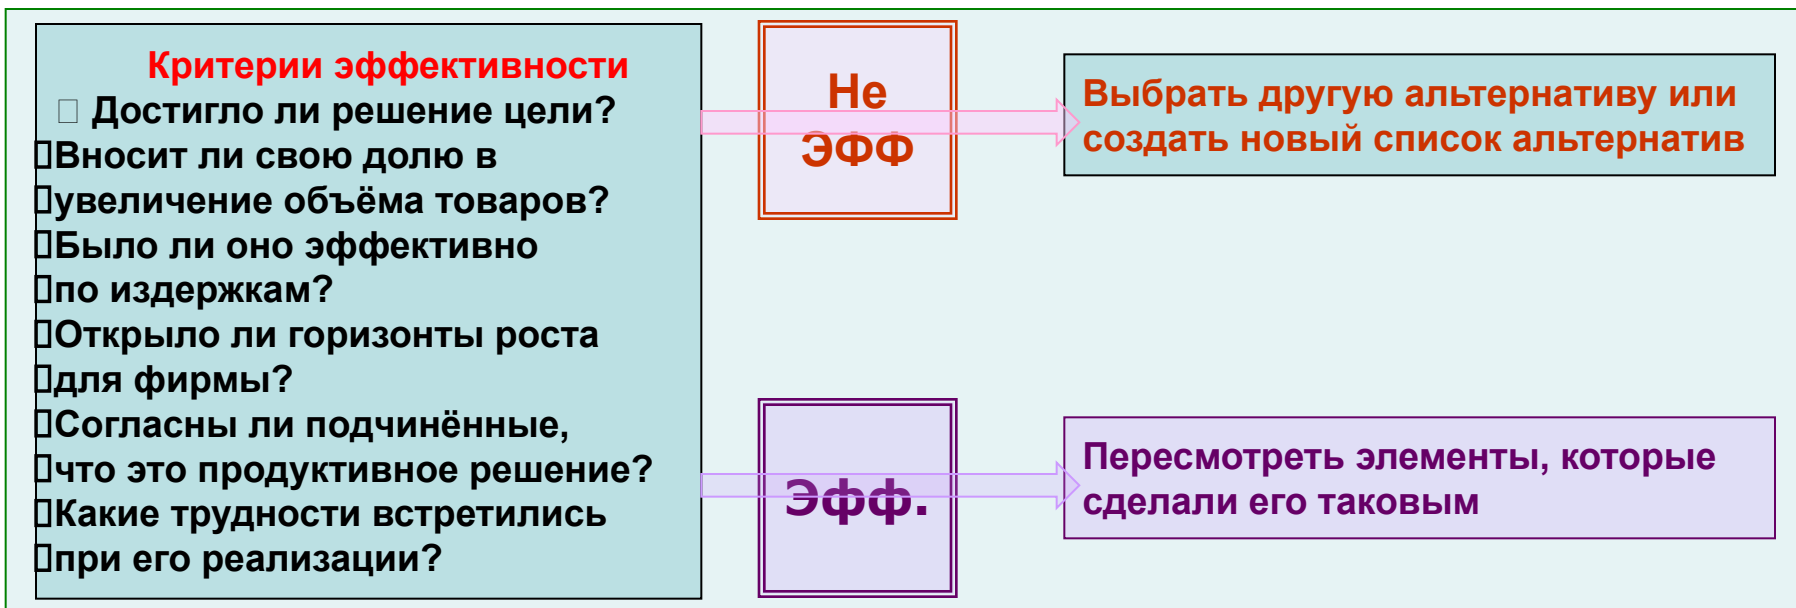 Критерии эффективности
Достигло ли решение цели?
Вносит ли свою долю в
увеличение объёма товаров?
Было ли оно эффективно
по издержкам?
Открыло ли горизонты роста
для фирмы?
Согласны ли подчинённые,
что это продуктивное решение?
Какие трудности встретились
при его реализации?
Не
ЭФФ
Выбрать другую альтернативу или
создать новый список альтернатив
Эфф.
Пересмотреть элементы, которые
сделали его таковым